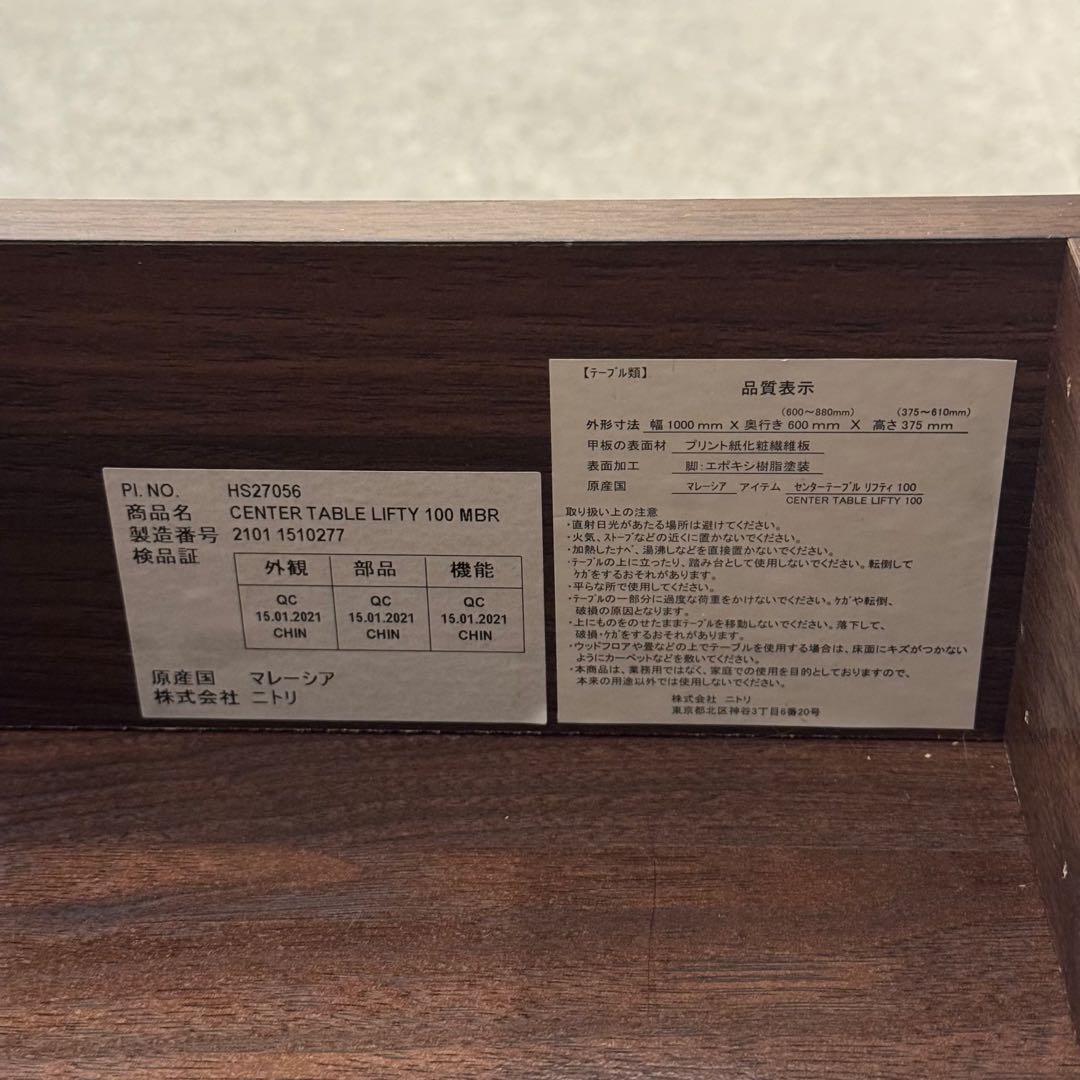 PI. NO. HS27056
商品名 CENTER TABLE LIFTY 100 MBR
製造番号 2101 1510277
検品証
外観 部品 機能
QC QC QC
15.01.2021 15.01.2021 15.01.2021
CHIN CHIN CHIN
原産国 マレーシア
株式会社 ニトリ
【テーブル類】
品質表示
(600～880mm) (375～610mm)
外形寸法 幅 1000 mm X 奥行き 600 mm X 高さ 375 mm
甲板の表面材 プリント紙化粧繊維板
表面加工 脚:エポキシ樹脂塗装
原産国 マレーシア アイテム センターテーブル リフティ 100
CENTER TABLE LIFTY 100
取り扱い上の注意
・直射日光があたる場所は避けてください。
・火気、ストーブなどの近くに置かないでください。
・加熱したナベ、湯沸しなどを直接置かないでください。
・テーブルの上に立ったり、踏み台として使用しないでください。転倒して
ケガをするおそれがあります。
・平らな所で使用してください。
・テーブルの一部分に過度な荷重をかけないでください。ケガや転倒、
破損の原因となります。
・上にものをのせたままテーブルを移動しないでください。落下して、
破損・ケガをするおそれがあります。
・ウッドフロアや畳などの上でテーブルを使用する場合は、床面にキズがつかない
ようにカーペットなどを敷いてください。
・本商品は、業務用ではなく、家庭での使用を目的としておりますので、
本来の用途以外では使用しないでください。
株式会社 ニトリ
東京都北区神谷3丁目6番20号